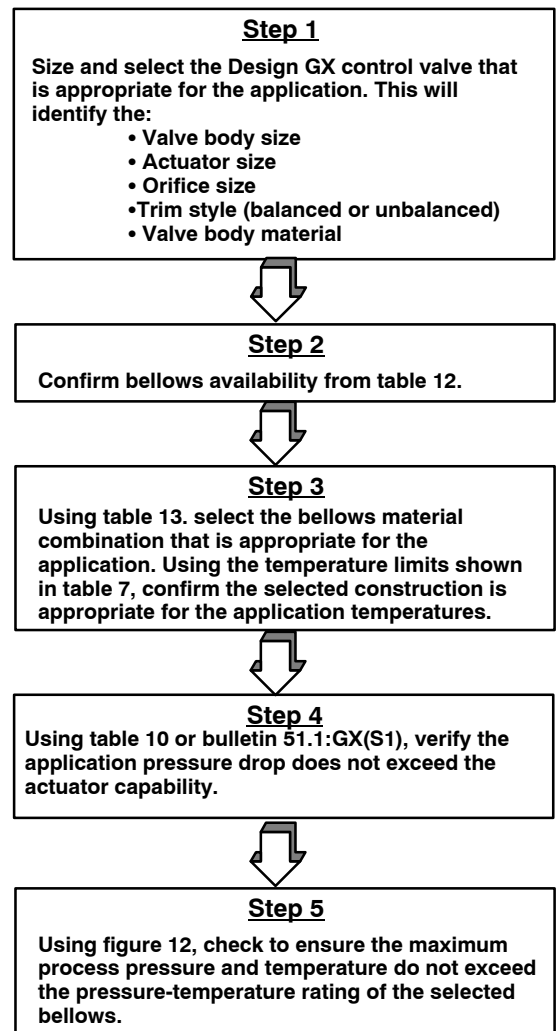 Step 1
Size and select the Design GX control valve that
is appropriate for the application. This will
identify the:
• Valve body size
• Actuator size
• Orifice size
•Trim style (balanced or unbalanced)
• Valve body material
Step 2
Confirm bellows availability from table 12.
Step 3
Using table 13. select the bellows material
combination that is appropriate for the
application. Using the temperature limits shown
in table 7, confirm the selected construction is
appropriate for the application temperatures.
Step 4
Using table 10 or bulletin 51.1:GX(S1), verify the
application pressure drop does not exceed the
actuator capability.
Step 5
Using figure 12, check to ensure the maximum
process pressure and temperature do not exceed
the pressure-temperature rating of the selected
bellows.